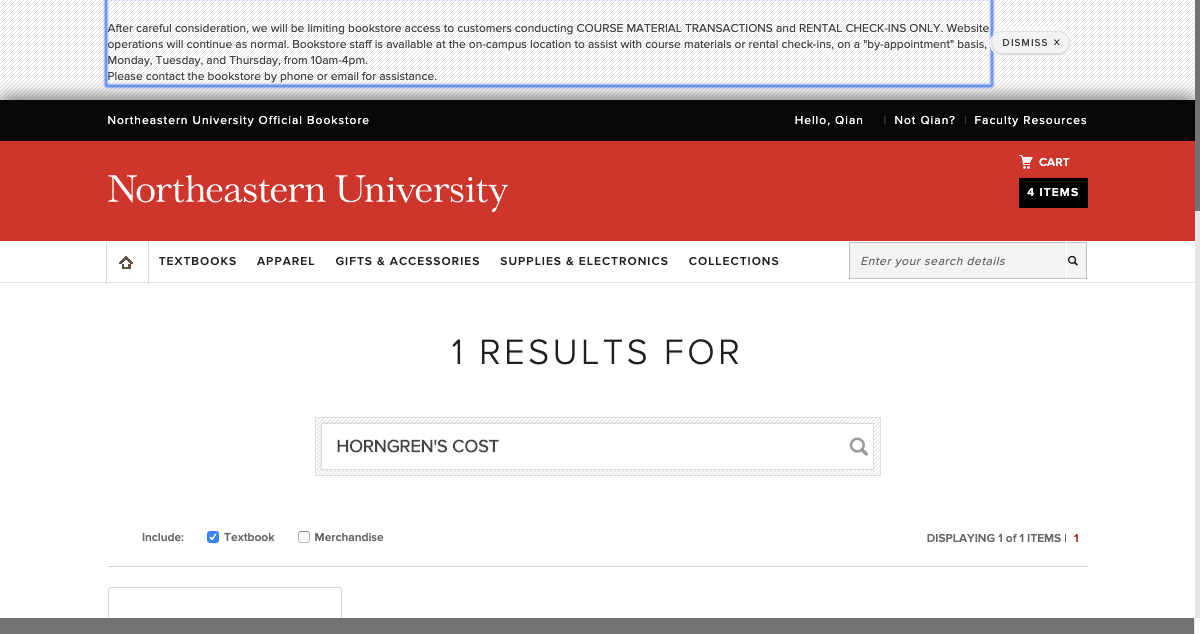 After careful consideration, we will be limiting bookstore access to customers conducting COURSE MATERIAL TRANSACTIONS and RENTAL CHECK-INS ONLY. Website
operations will continue as normal. Bookstore staff is available at the on-campus location to assist with course materials or rental check-ins, on a "by-appointment" basis,
Monday, Tuesday, and Thursday, from 10am-4pm.
Please contact the bookstore by phone or email for assistance.
DISMISS ×
Northeastern University Official Bookstore
Hello, Qian | Not Qian? | Faculty Resources
CART
Northeastern University
4 ITEMS
TEXTBOOKS APPAREL GIFTS & ACCESSORIES SUPPLIES & ELECTRONICS COLLECTIONS
Enter your search details
1 RESULTS FOR
HORNGREN'S COST
Include: Textbook Merchandise
DISPLAYING 1 of 1 ITEMS | 1